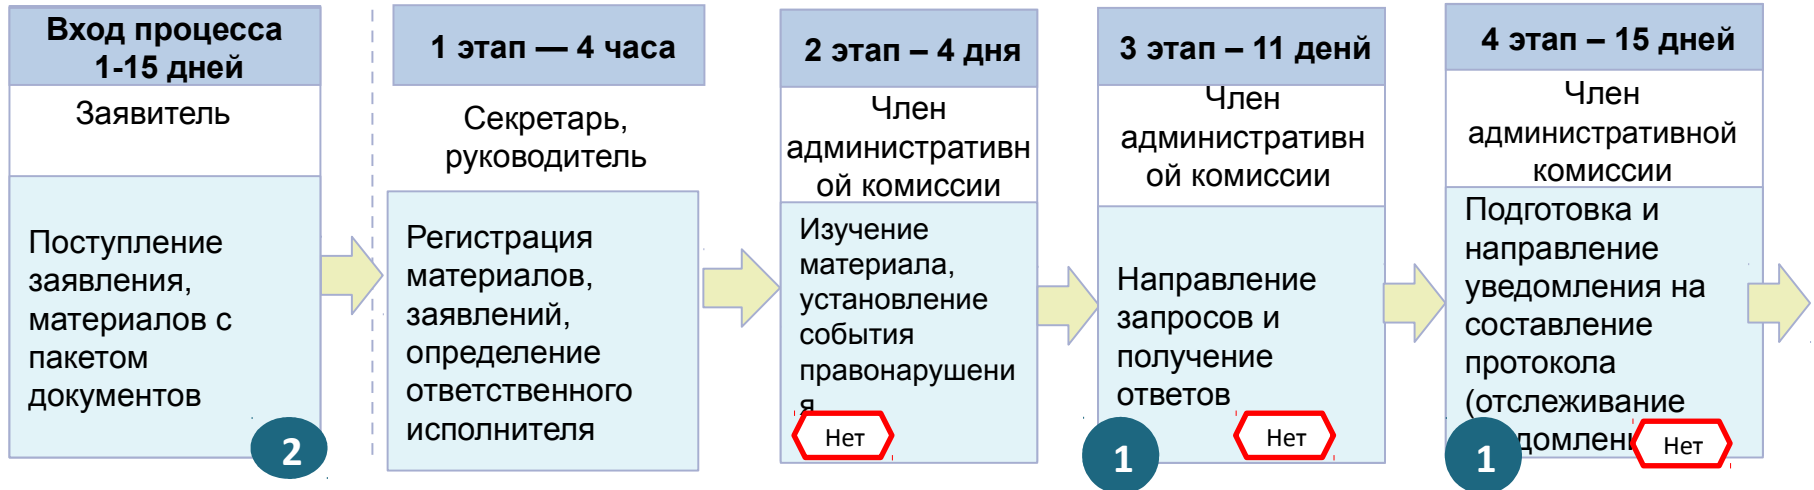 Вход процесса
1-15 дней
Заявитель
Поступление
заявления,
материалов с
пакетом
документов
2
1 этап — 4 часа
Секретарь,
руководитель
Регистрация
материалов,
заявлений,
определение
ответственного
исполнителя
2 этап – 4 дня
Член
административн
ой комиссии
Изучение
материала,
установление
события
правонарушени
я
Нет
3 этап – 11 денй
Член
административн
ой комиссии
Направление
запросов и
получение
ответов
1
Нет
4 этап – 15 дней
Член
административной
комиссии
Подготовка и
направление
уведомления на
составление
протокола
(отслеживание
1
Нет